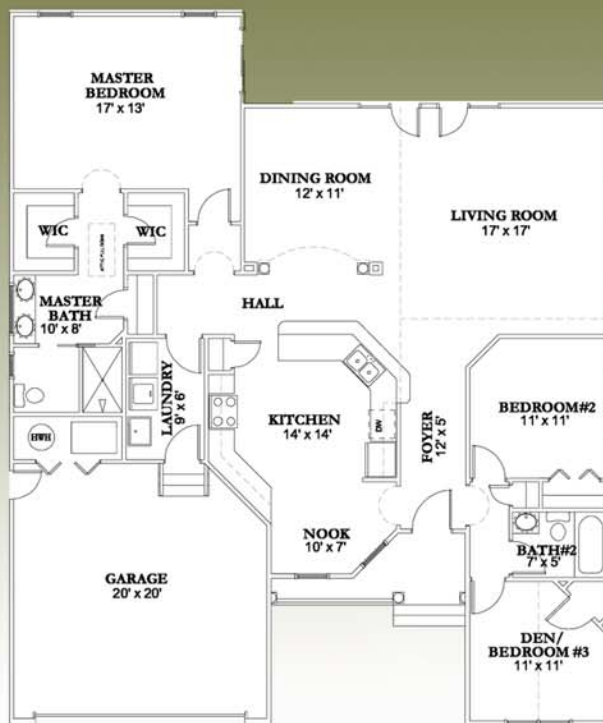 MASTER
BEDROOM
17' x 13'
DINING ROOM
12' x 11'
LIVING ROOM
17' x 17'
WIC
WIC
HALL
MASTER
BATH
10' x 8'
LAUNDRY
9' x 6'
KITCHEN
14' x 14'
DW
FOYER
12' x 5'
BEDROOM#2
11' x 11'
HWH
NOOK
10' x 7'
BATH#2
7' x 5'
GARAGE
20' x 20'
DEN/
BEDROOM #3
11' x 11'